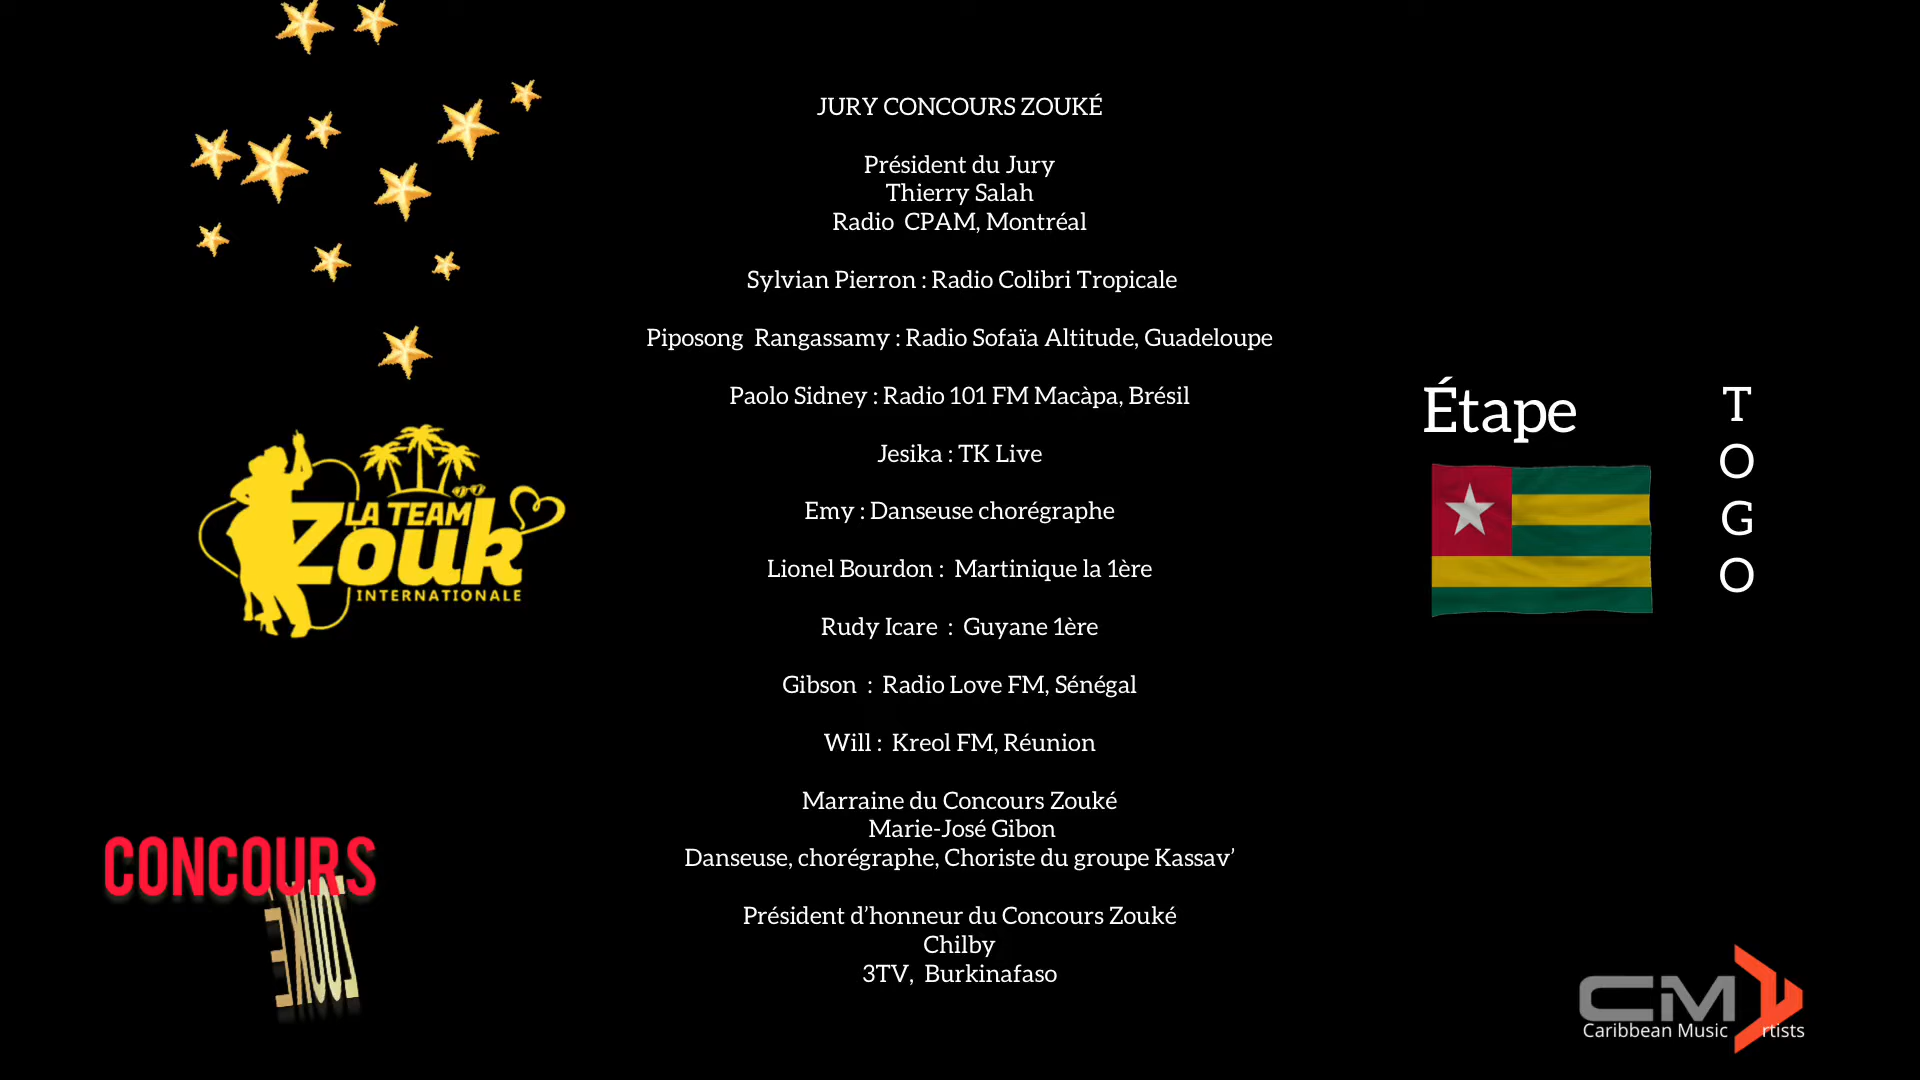 JURY CONCOURS ZOUKÉ
Président du Jury
Thierry Salah
Radio CPAM, Montréal
Sylvian Pierron : Radio Colibri Tropicale
Piposong Rangassamy : Radio Sofaïa Altitude, Guadeloupe
Paolo Sidney : Radio 101 FM Macàpa, Brésil
Jesika : TK Live
Emy : Danseuse chorégraphe
Lionel Bourdon : Martinique la 1ère
Rudy Icare : Guyane 1ère
Gibson : Radio Love FM, Sénégal
Will : Kreol FM, Réunion
Marraine du Concours Zouké
Marie-José Gibon
Danseuse, chorégraphe, Choriste du groupe Kassav’
Président d’honneur du Concours Zouké
Chilby
3TV, Burkinafaso
LA TEAM
Zouk
INTERNATIONALE
CONCOURS
ZOUKÉ
Étape
TOGO
CM
Caribbean Music rtists